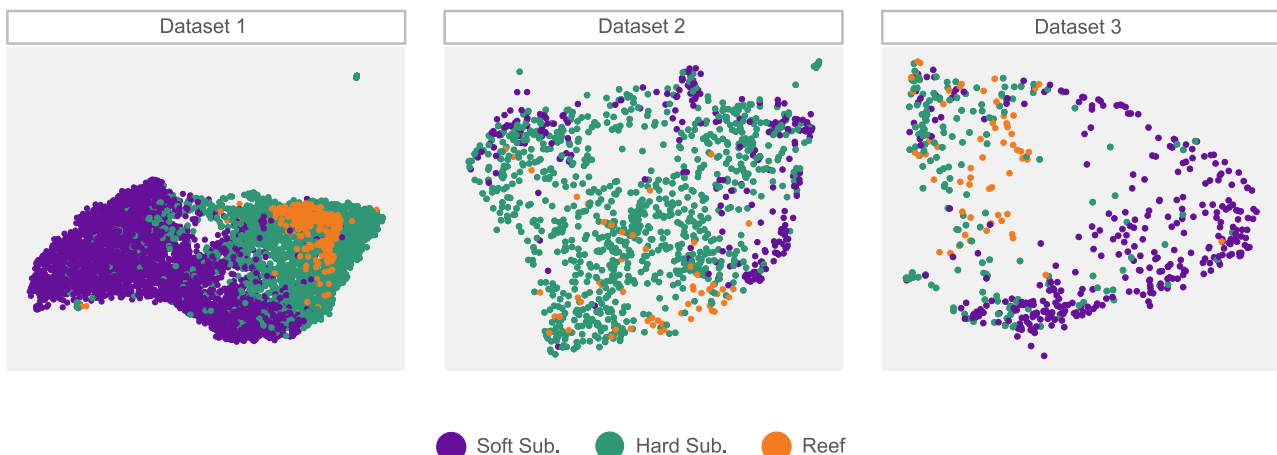 Dataset 1
Dataset 2
Dataset 3
Soft Sub.
Hard Sub.
Reef